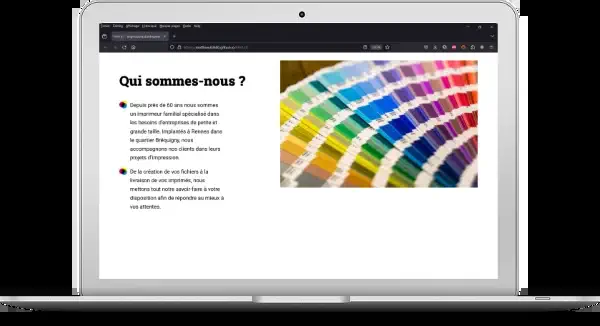 Qui sommes-nous ?
Depuis près de 60 ans nous sommes
un imprimeur familial spécialisé dans
les besoins d'entreprises de petite et
grande taille. Implantés à Rennes dans
le quartier Bréquigny, nous
accompagnons nos clients dans leurs
projets d'impression.
De la création de vos fichiers à la
livraison de vos imprimés, nous
mettons tout notre savoir-faire à votre
disposition afin de répondre au mieux à
vos attentes.